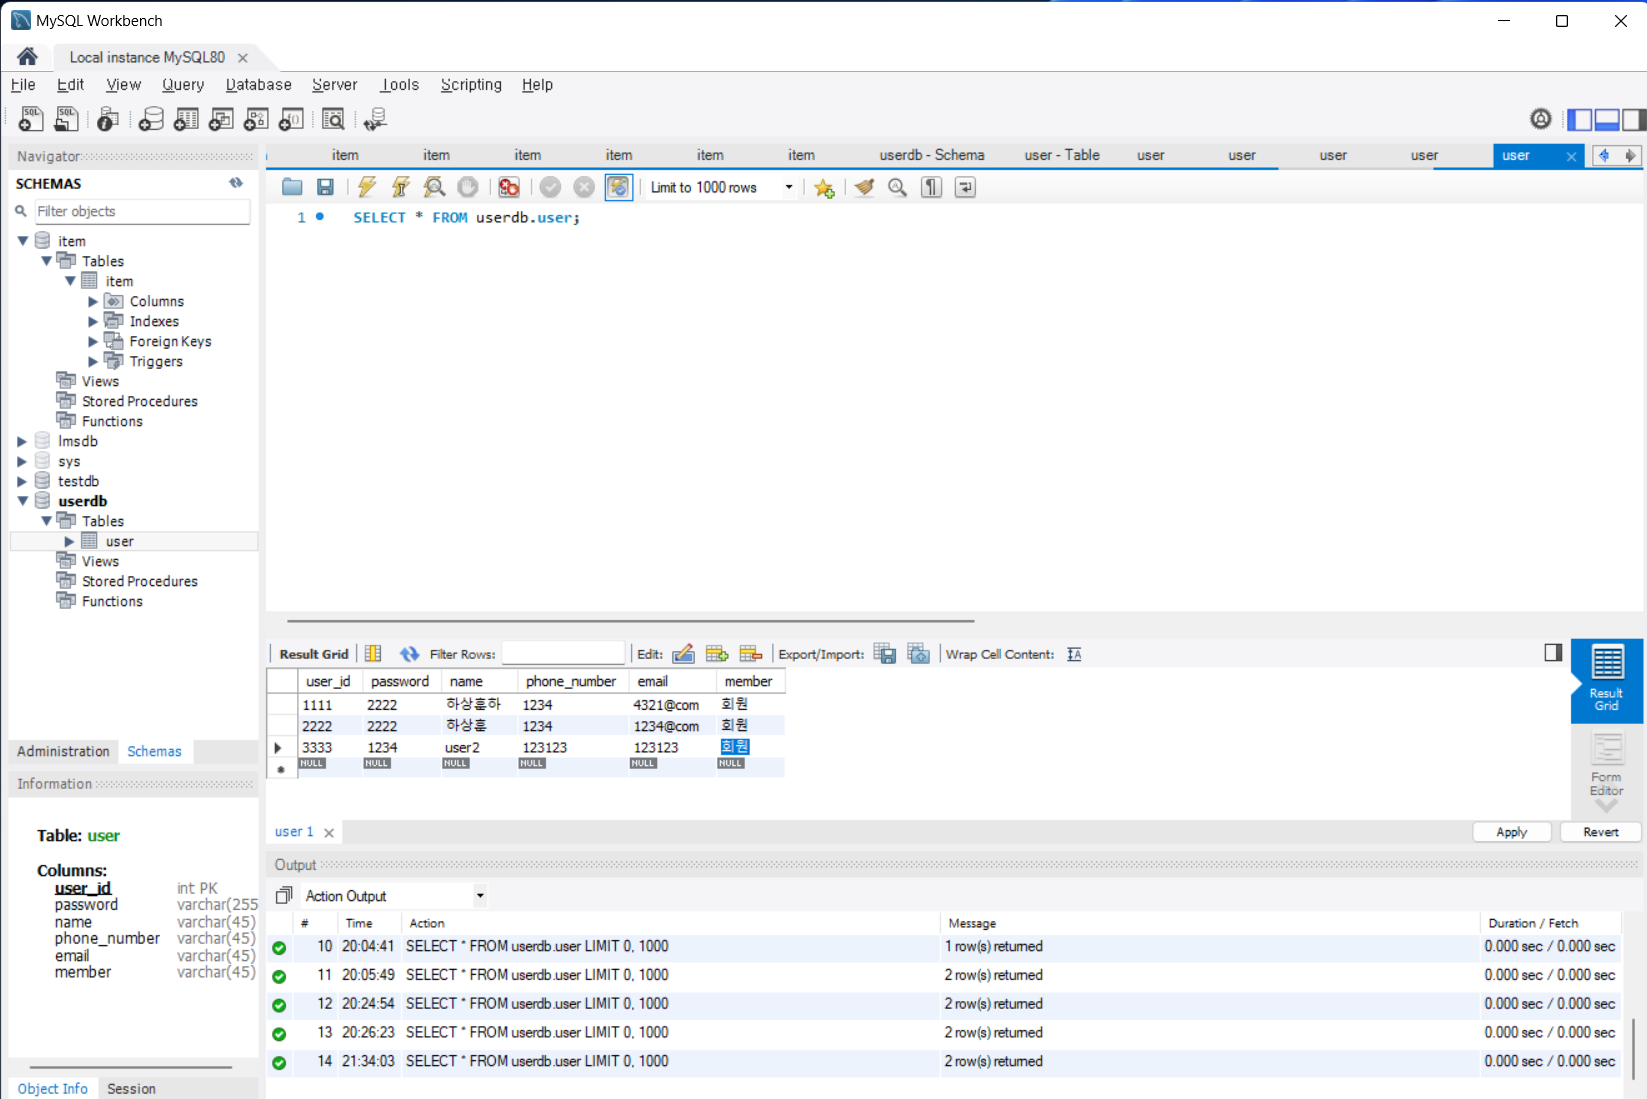 MySQL Workbench
Local instance MySQL80
File Edit View Query Database Server Tools Scripting Help
Navigator
item item item item item item userdb - Schema user - Table user user user user user
SCHEMAS
Limit to 1000 rows
Filter objects
1 SELECT * FROM userdb.user;
item
Tables
item
Columns
Indexes
Foreign Keys
Triggers
Views
Stored Procedures
Functions
lmsdb
sys
testdb
userdb
Tables
user
Views
Stored Procedures
Functions
Result Grid Filter Rows: Edit: Export/Import: Wrap Cell Content:
user_id password name phone_number email member
1111 2222 하상훈하 1234 4321@com 회원
2222 2222 하상훈 1234 1234@com 회원
3333 1234 user2 123123 123123 회원
NULL NULL NULL NULL NULL NULL
Result
Grid
Form
Editor
Administration Schemas
Information
Table: user
Columns:
user_id int PK
password varchar(255
name varchar(45)
phone_number varchar(45)
email varchar(45)
member varchar(45)
Object Info Session
user 1
Apply Revert
Output
Action Output
# Time Action Message Duration / Fetch
10 20:04:41 SELECT * FROM userdb.user LIMIT 0, 1000 1 row(s) returned 0.000 sec / 0.000 sec
11 20:05:49 SELECT * FROM userdb.user LIMIT 0, 1000 2 row(s) returned 0.000 sec / 0.000 sec
12 20:24:54 SELECT * FROM userdb.user LIMIT 0, 1000 2 row(s) returned 0.000 sec / 0.000 sec
13 20:26:23 SELECT * FROM userdb.user LIMIT 0, 1000 2 row(s) returned 0.000 sec / 0.000 sec
14 21:34:03 SELECT * FROM userdb.user LIMIT 0, 1000 2 row(s) returned 0.000 sec / 0.000 sec